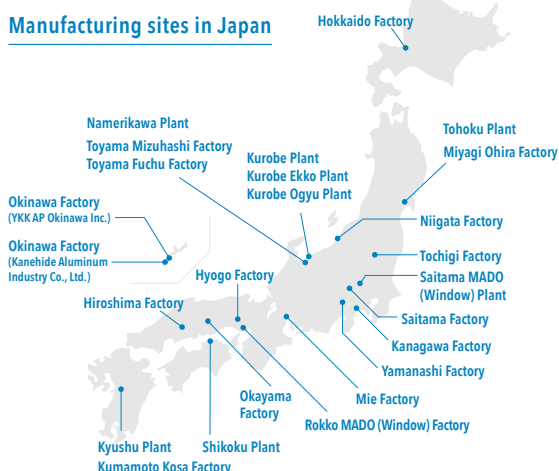 Manufacturing sites in Japan
Hokkaido Factory
Namerikawa Plant
Toyama Mizuhashi Factory
Toyama Fuchu Factory
Kurobe Plant
Kurobe Ekko Plant
Kurobe Ogyu Plant
Tohoku Plant
Miyagi Ohira Factory
Okinawa Factory
(YKK AP Okinawa Inc.)
Okinawa Factory
(Kanehide Aluminum
Industry Co., Ltd.)
Niigata Factory
Tochigi Factory
Saitama MADO
(Window) Plant
Saitama Factory
Kanagawa Factory
Yamanashi Factory
Mie Factory
Hyogo Factory
Hiroshima Factory
Okayama
Factory
Rokko MADO (Window) Factory
Kyushu Plant
Kumamoto Kosa Factory
Shikoku Plant